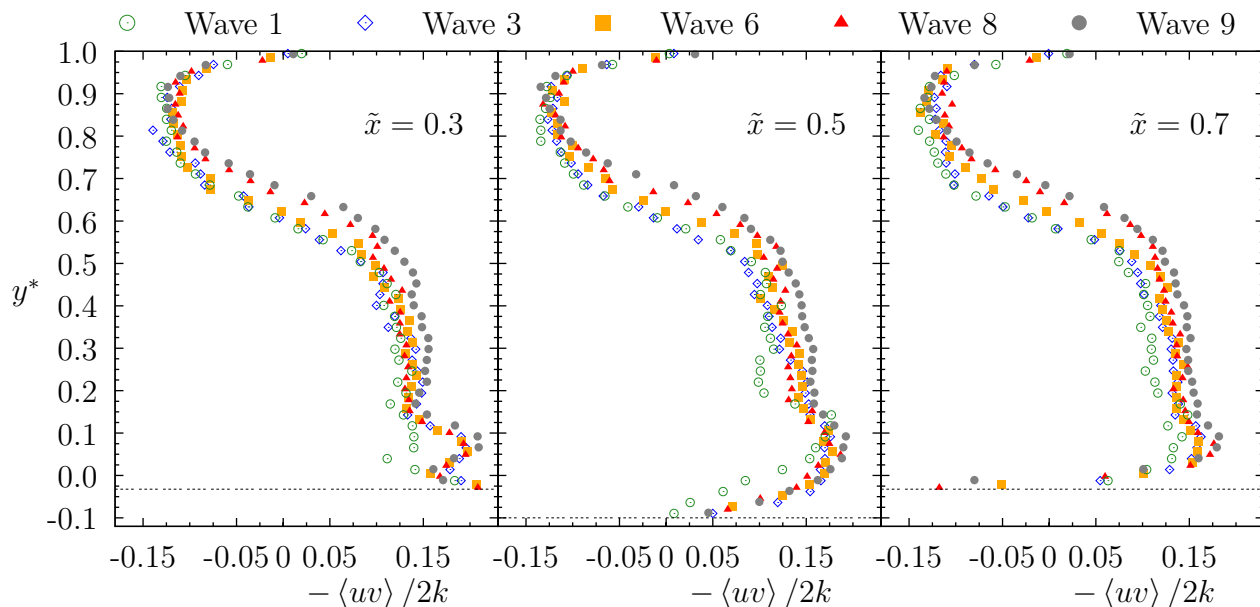 Wave 1 Wave 3 Wave 6 Wave 8 Wave 9
1.0
0.9
0.8
0.7
0.6
0.5
0.4
0.3
0.2
0.1
0.0
-0.1
y*
x̃ = 0.3 x̃ = 0.5 x̃ = 0.7
-0.15 -0.05 0 0.05 0.15 -0.15 -0.05 0 0.05 0.15 -0.15 -0.05 0 0.05 0.15
− ⟨uv⟩ /2k − ⟨uv⟩ /2k − ⟨uv⟩ /2k